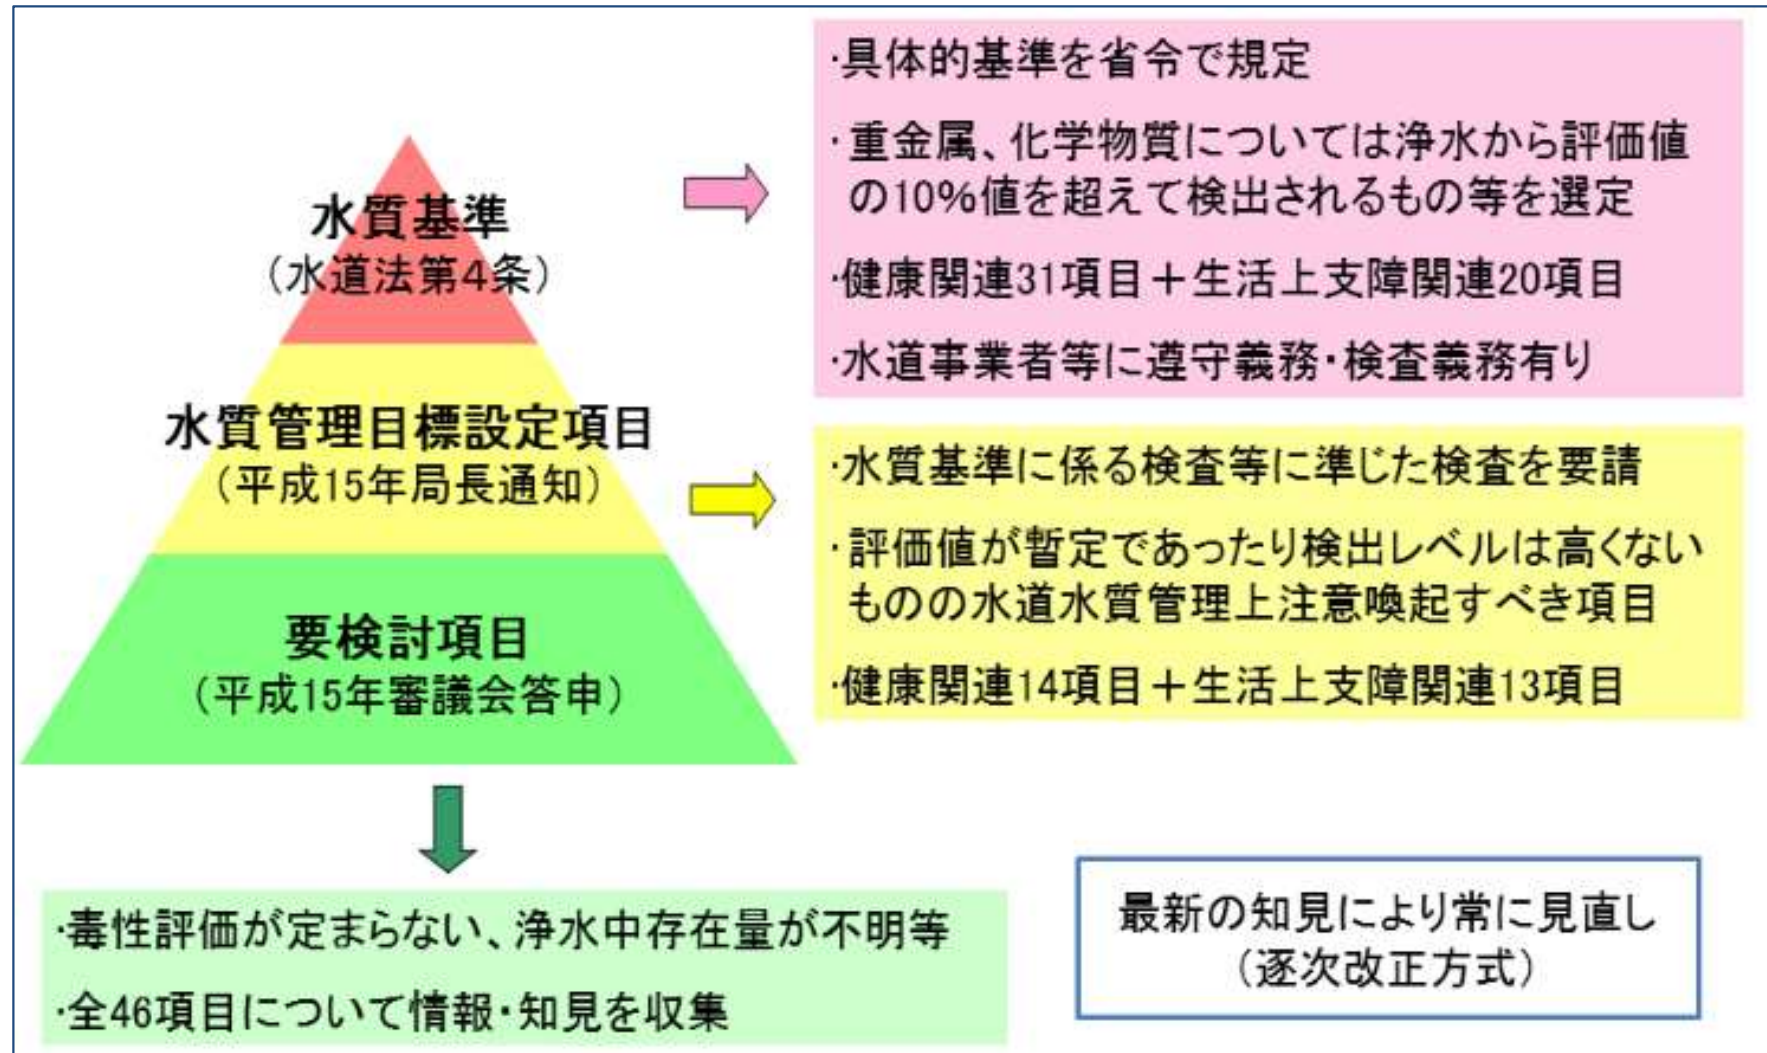 水質基準
（水道法第４条）
水質管理目標設定項目
（平成15年局長通知）
要検討項目
（平成15年審議会答申）
・具体的基準を省令で規定
・重金属、化学物質については浄水から評価値
の10%値を超えて検出されるもの等を選定
・健康関連31項目＋生活上支障関連20項目
・水道事業者等に遵守義務・検査義務有り
・水質基準に係る検査等に準じた検査を要請
・評価値が暫定であったり検出レベルは高くない
ものの水道水質管理上注意喚起すべき項目
・健康関連14項目＋生活上支障関連13項目
・毒性評価が定まらない、浄水中存在量が不明等
・全46項目について情報・知見を収集
最新の知見により常に見直し
（逐次改正方式）